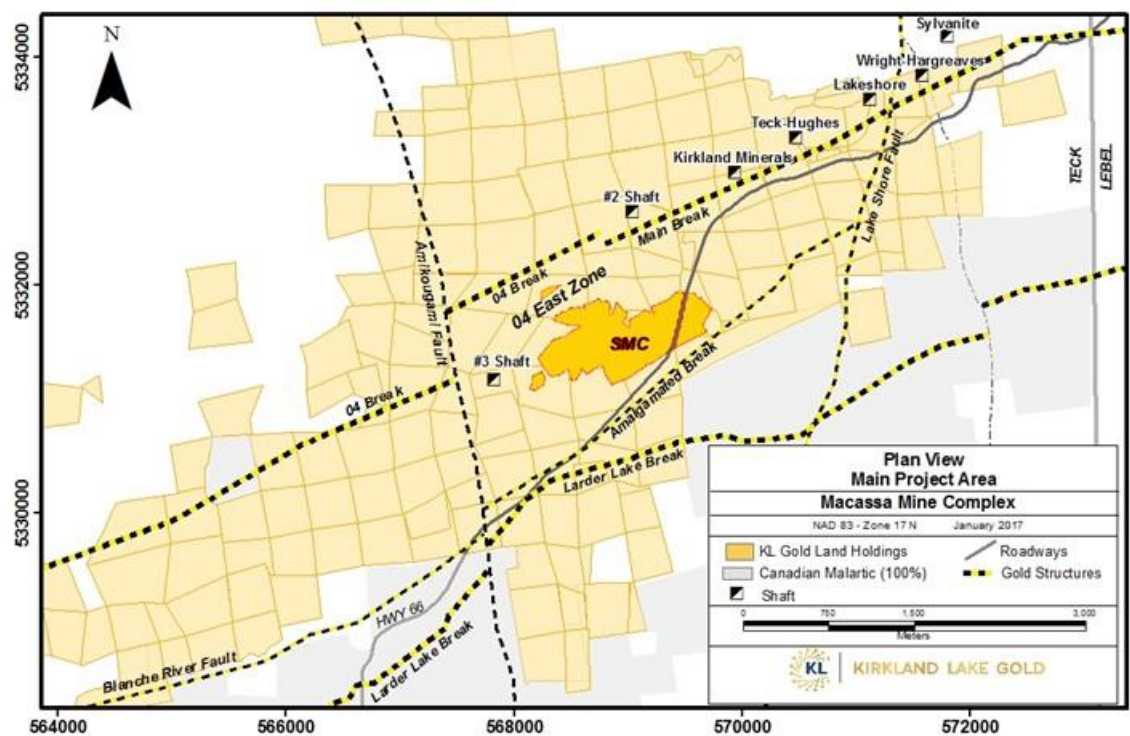 N
5334000
5332000
5330000
564000
566000
568000
570000
572000
Sylvanite
Wright-Hargreaves
Lakeshore
Teck-Hughes
Kirkland Minerals
#2 Shaft
Main Break
Lake Shore Fault
TECK
LEBEL
Amikougami Fault
04 Break
04 East Zone
SMC
#3 Shaft
04 Break
Amalgamated Break
Larder Lake Break
HWY 66
Blanche River Fault
Larder Lake Break
Plan View
Main Project Area
Macassa Mine Complex
NAD 83 - Zone 17 N January 2017
KL Gold Land Holdings
Roadways
Canadian Malartic (100%)
Gold Structures
Shaft
0 750 1,500 3,000
Meters
KL KIRKLAND LAKE GOLD